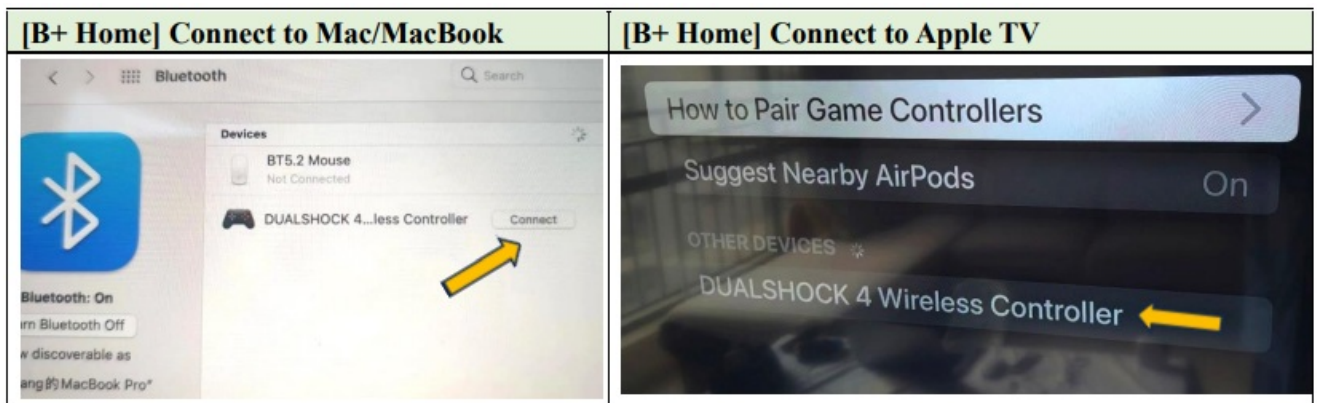 [B+ Home] Connect to Mac/MacBook
[B+ Home] Connect to Apple TV
Bluetooth
Search
Devices
BT5.2 Mouse
Not Connected
DUALSHOCK 4...less Controller
Connect
Bluetooth: On
rn Bluetooth Off
w discoverable as
ang的MacBook Pro"
How to Pair Game Controllers
Suggest Nearby AirPods
On
OTHER DEVICES
DUALSHOCK 4 Wireless Controller